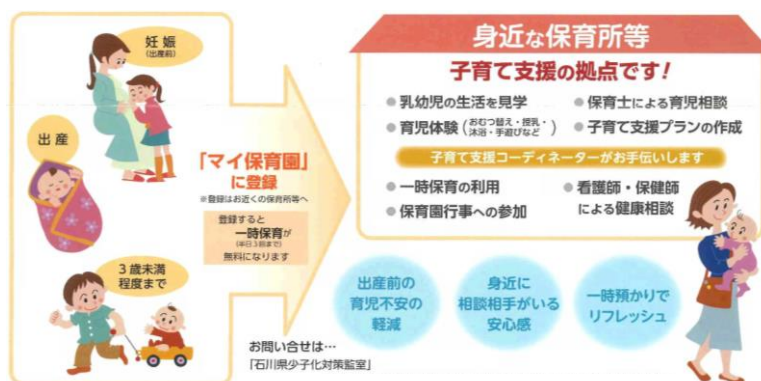 妊娠
(出産前)
出産
3歳未満
程度まで
「マイ保育園」
に登録
※登録はお近くの保育所等へ
登録すると
一時保育が
(半日3回まで)
無料になります
お問い合せは…
「石川県少子化対策監室」
身近な保育所等
子育て支援の拠点です!
●乳幼児の生活を見学
●保育士による育児相談
●育児体験(おむつ替え・授乳・
沐浴・手遊びなど)
●子育て支援プランの作成
子育て支援コーディネーターがお手伝いします
●一時保育の利用
●看護師・保健師
による健康相談
●保育園行事への参加
出産前の
育児不安の
軽減
身近に
相談相手がいる
安心感
一時預かりで
リフレッシュ